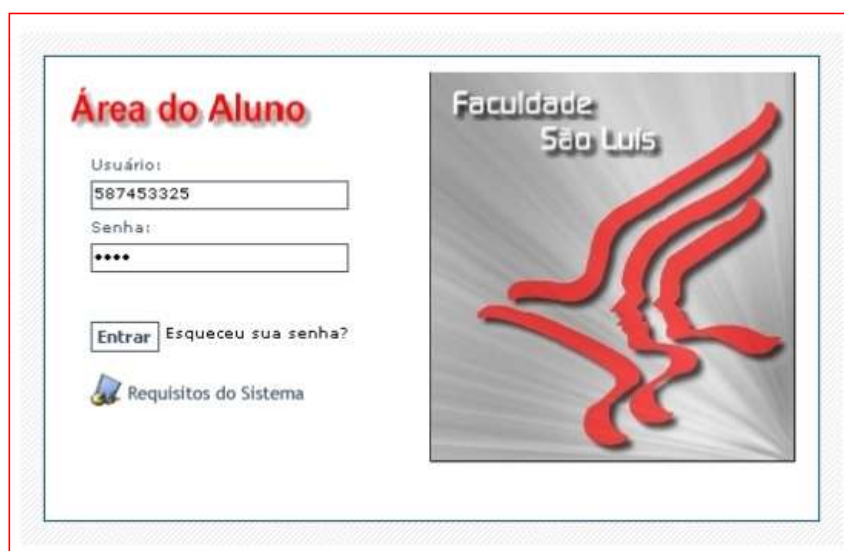 Área do Aluno
Usuário:
587453325
Senha:
••••
Entrar Esqueceu sua senha?
Requisitos do Sistema
Faculdade
São Luís